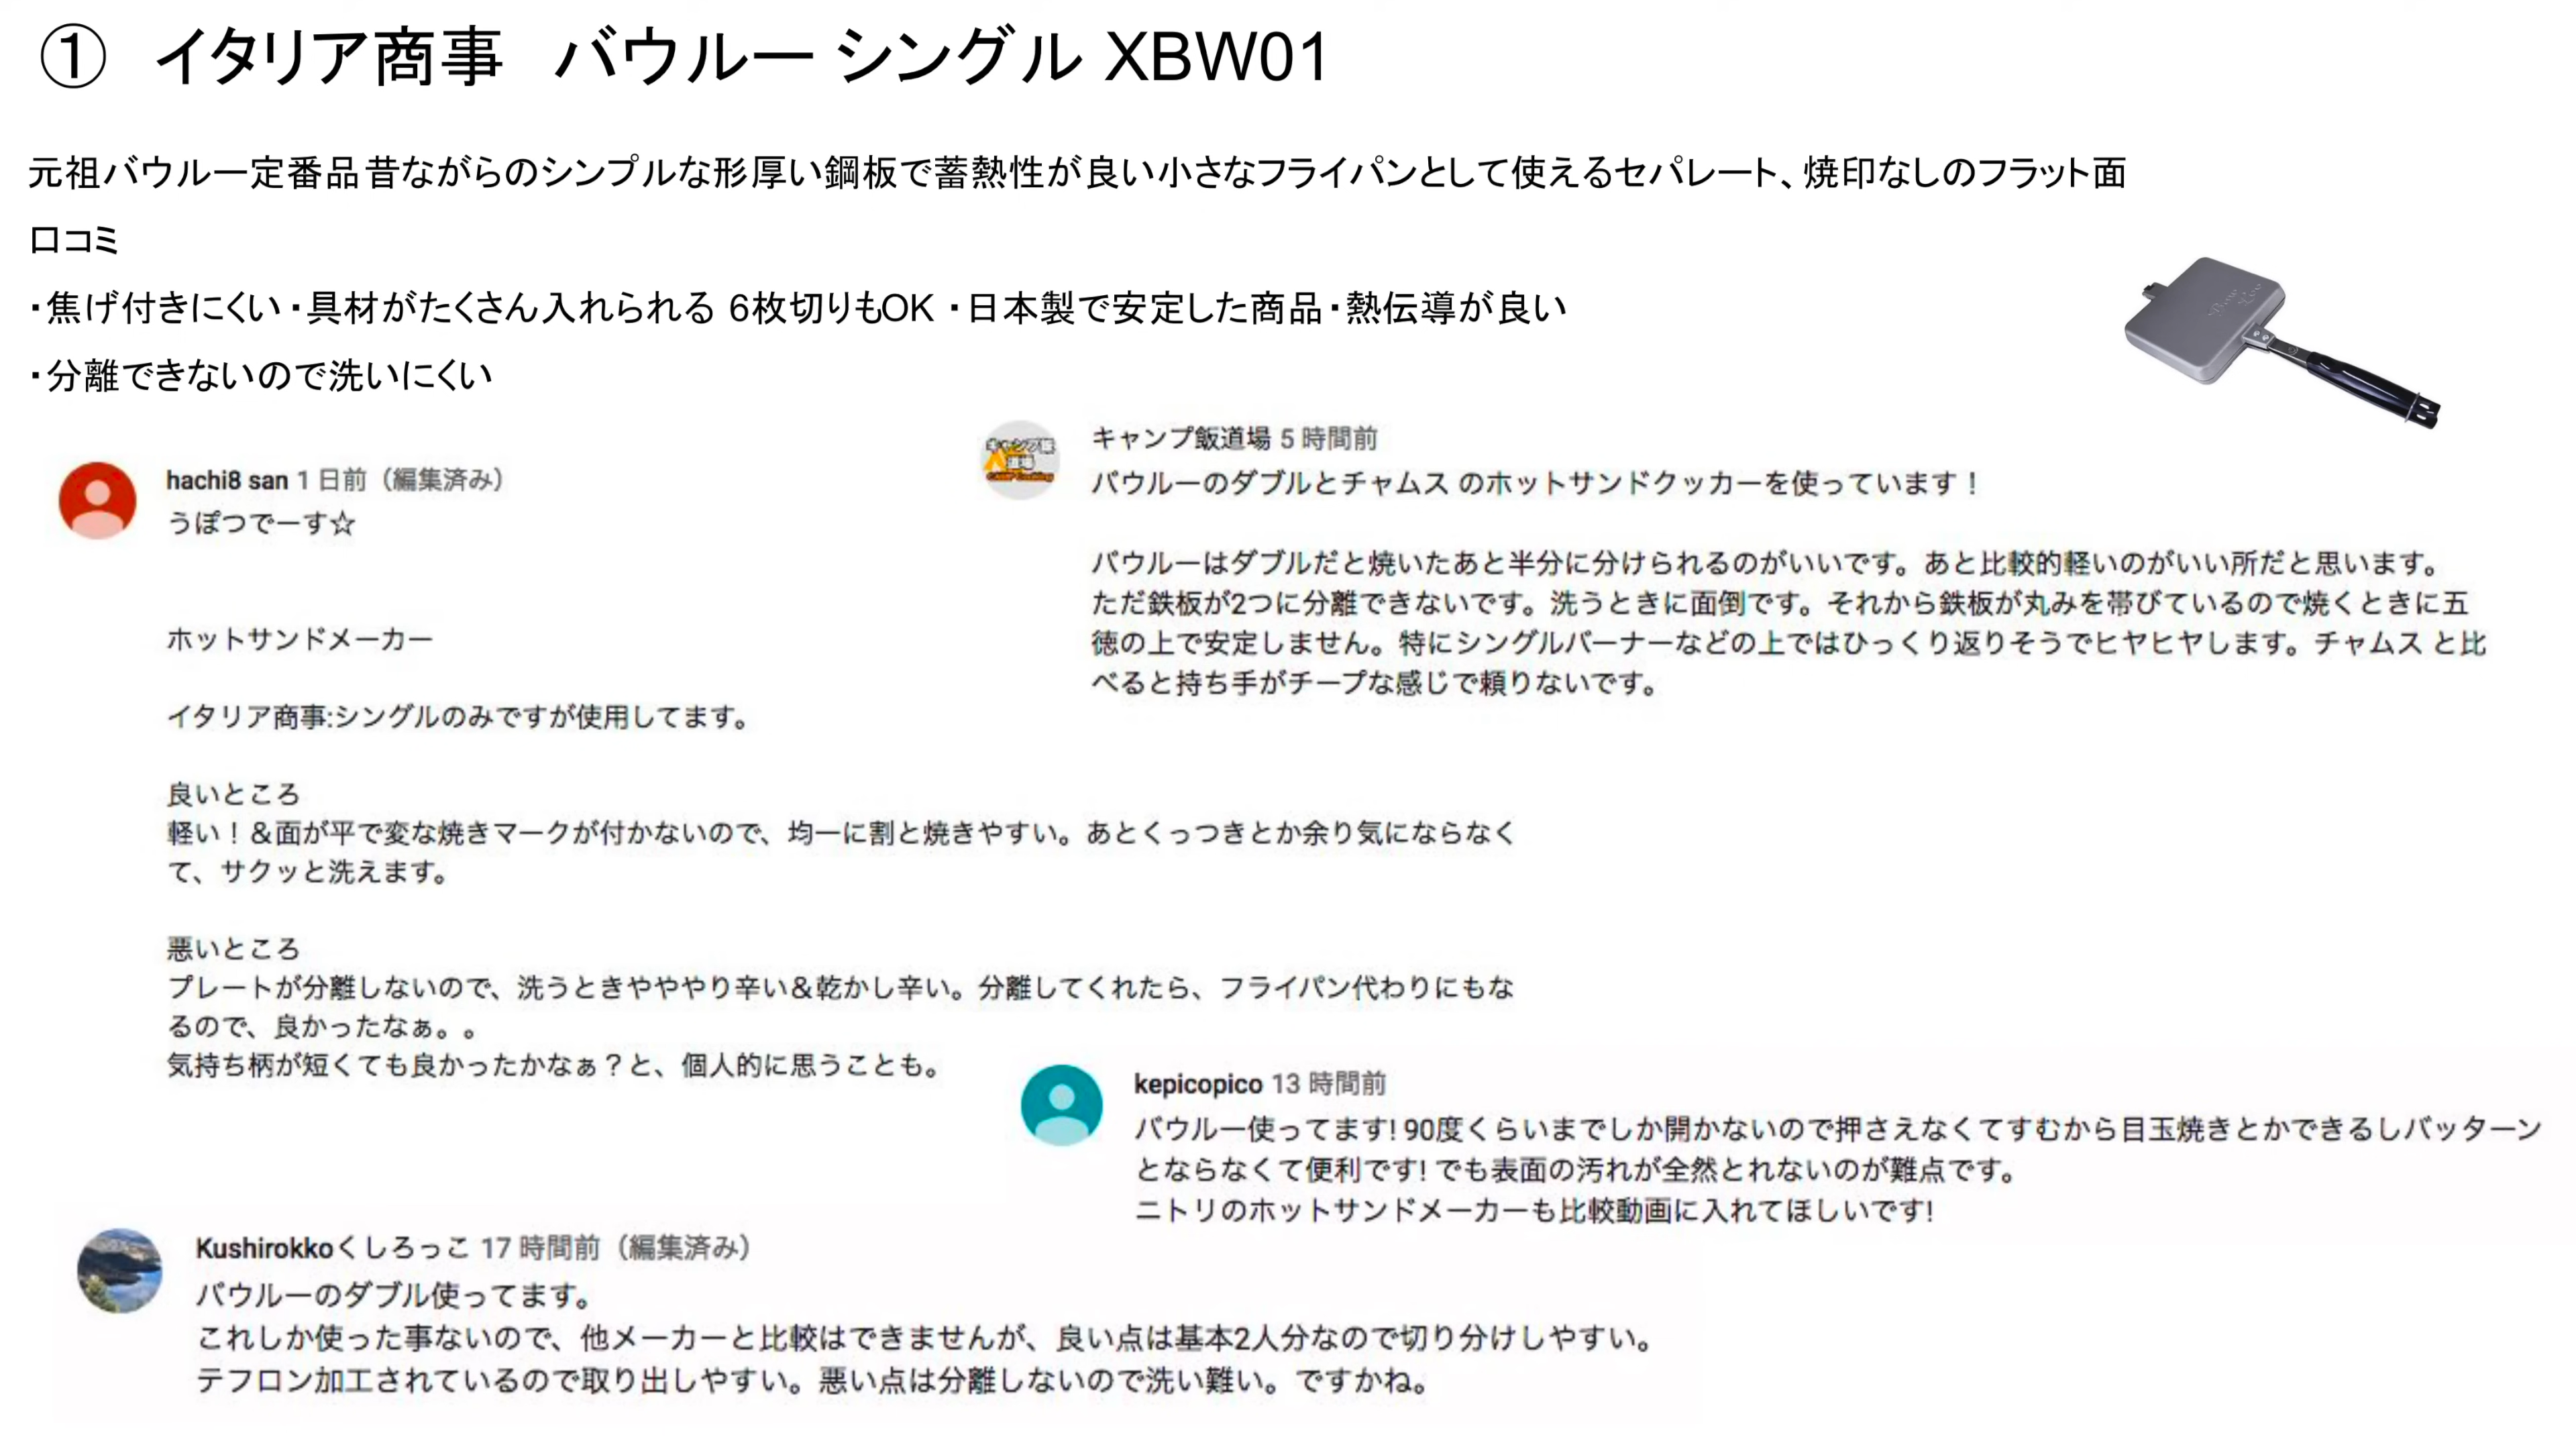 ① イタリア商事 バウルー シングル XBW01
元祖バウルー定番品昔ながらのシンプルな形厚い鋼板で蓄熱性が良い小さなフライパンとして使えるセパレート、焼印なしのフラット面
口コミ
・焦げ付きにくい・具材がたくさん入れられる 6枚切りもOK ・日本製で安定した商品・熱伝導が良い
・分離できないので洗いにくい
hachi8 san 1 日前（編集済み）
うぽつでーす☆
ホットサンドメーカー
イタリア商事:シングルのみですが使用してます。
良いところ
軽い！＆面が平で変な焼きマークが付かないので、均一に割と焼きやすい。あとくっつきとか余り気にならなく
て、サクッと洗えます。
悪いところ
プレートが分離しないので、洗うときやややり辛い＆乾かし辛い。分離してくれたら、フライパン代わりにもな
るので、良かったなぁ。。
気持ち柄が短くても良かったかなぁ？と、個人的に思うことも。
キャンプ飯道場 5 時間前
バウルーのダブルとチャムス のホットサンドクッカーを使っています！
バウルーはダブルだと焼いたあと半分に分けられるのがいいです。あと比較的軽いのがいい所だと思います。
ただ鉄板が2つに分離できないです。洗うときに面倒です。それから鉄板が丸みを帯びているので焼くときに五
徳の上で安定しません。特にシングルバーナーなどの上ではひっくり返りそうでヒヤヒヤします。チャムス と比
べると持ち手がチープな感じで頼りないです。
kepicopico 13 時間前
バウルー使ってます! 90度くらいまでしか開かないので押さえなくてすむから目玉焼きとかできるしバッターン
とならなくて便利です! でも表面の汚れが全然とれないのが難点です。
ニトリのホットサンドメーカーも比較動画に入れてほしいです!
Kushirokkoくしろっこ 17 時間前（編集済み）
バウルーのダブル使ってます。
これしか使った事ないので、他メーカーと比較はできませんが、良い点は基本2人分なので切り分けしやすい。
テフロン加工されているので取り出しやすい。悪い点は分離しないので洗い難い。ですかね。